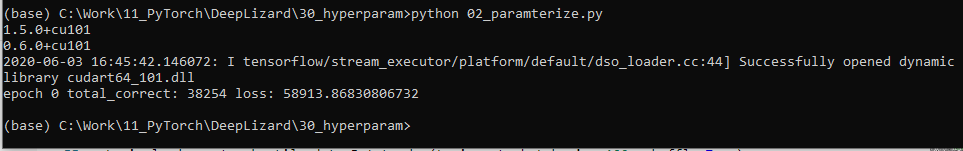 (base) C:\Work\11_PyTorch\DeepLizard\30_hyperparam>python 02_paramterize.py
1.5.0+cu101
0.6.0+cu101
2020-06-03 16:45:42.146072: I tensorflow/stream_executor/platform/default/dso_loader.cc:44] Successfully opened dynamic
library cudart64_101.dll
epoch 0 total_correct: 38254 loss: 58913.86830806732
(base) C:\Work\11_PyTorch\DeepLizard\30_hyperparam>